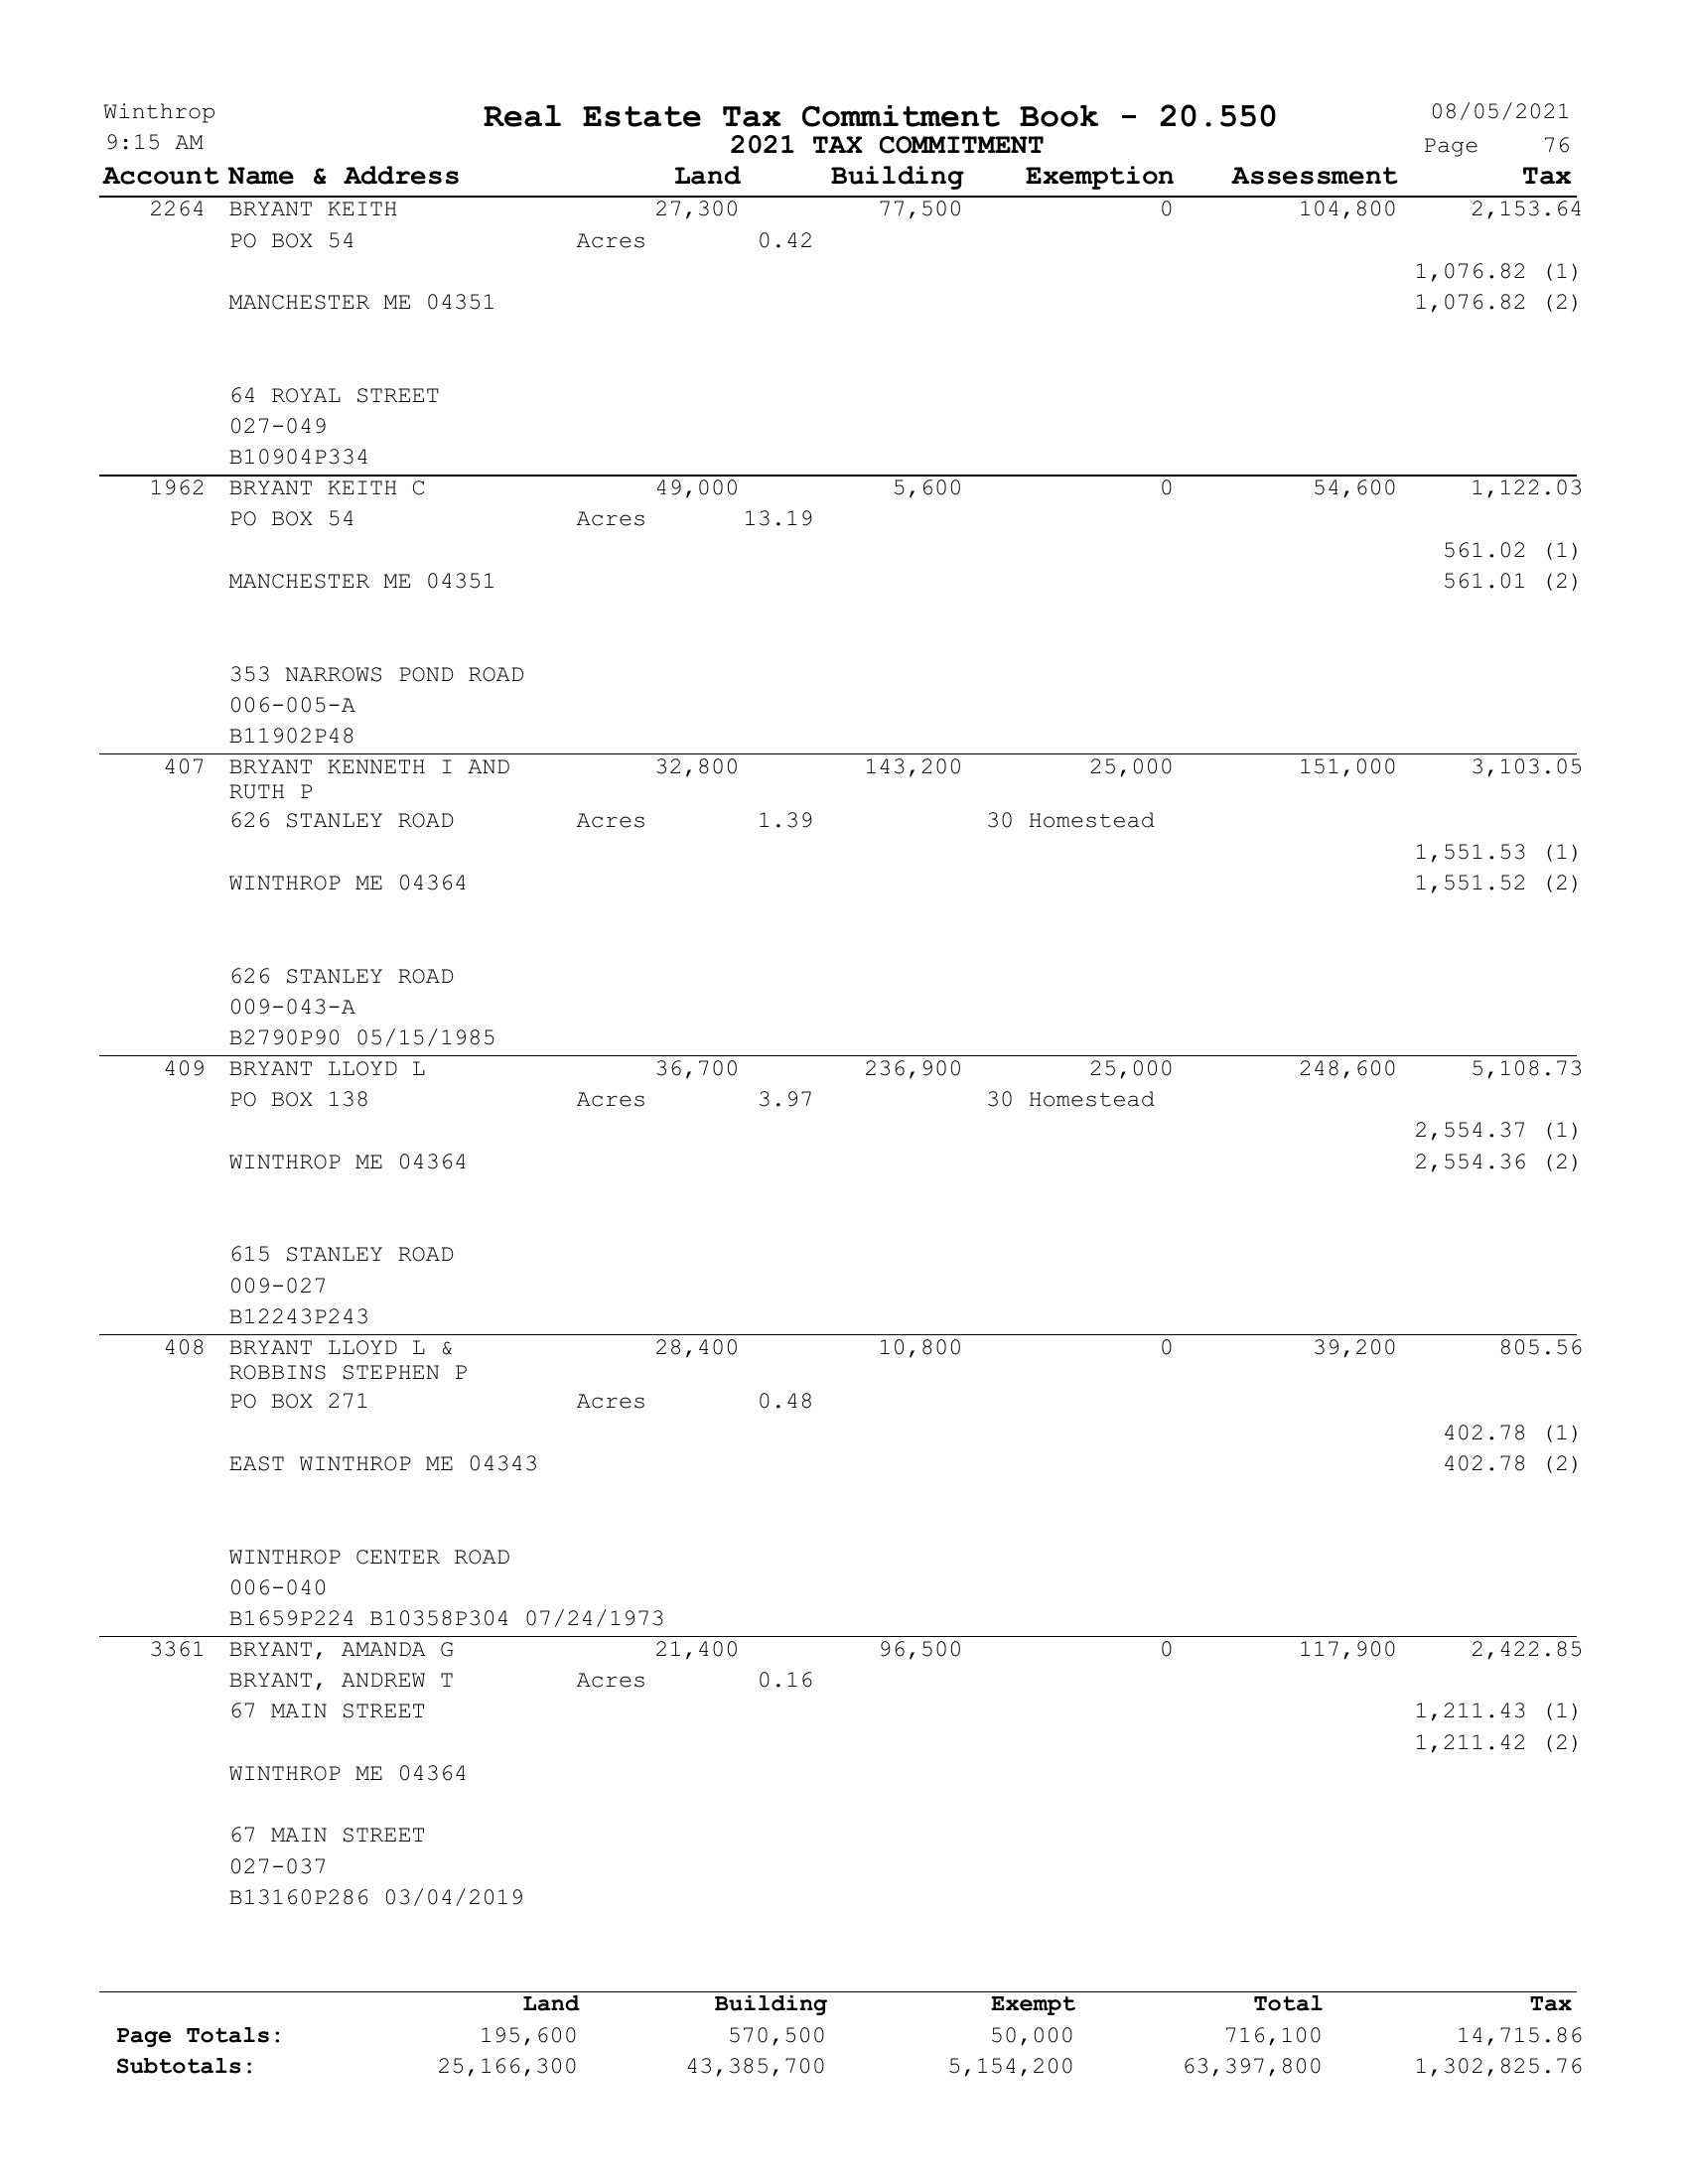 Winthrop Real Estate Tax Commitment Book - 20.550 08/05/2021
9:15 AM 2021 TAX COMMITMENT Page 76
Account Name & Address Land Building Exemption Assessment Tax
2264 BRYANT KEITH 27,300 77,500 0 104,800 2,153.64
PO BOX 54 Acres 0.42
1,076.82 (1)
MANCHESTER ME 04351 1,076.82 (2)
64 ROYAL STREET
027-049
B10904P334
1962 BRYANT KEITH C 49,000 5,600 0 54,600 1,122.03
PO BOX 54 Acres 13.19
561.02 (1)
MANCHESTER ME 04351 561.01 (2)
353 NARROWS POND ROAD
006-005-A
B11902P48
407 BRYANT KENNETH I AND 32,800 143,200 25,000 151,000 3,103.05
RUTH P
626 STANLEY ROAD Acres 1.39 30 Homestead
1,551.53 (1)
WINTHROP ME 04364 1,551.52 (2)
626 STANLEY ROAD
009-043-A
B2790P90 05/15/1985
409 BRYANT LLOYD L 36,700 236,900 25,000 248,600 5,108.73
PO BOX 138 Acres 3.97 30 Homestead
2,554.37 (1)
WINTHROP ME 04364 2,554.36 (2)
615 STANLEY ROAD
009-027
B12243P243
408 BRYANT LLOYD L & 28,400 10,800 0 39,200 805.56
ROBBINS STEPHEN P
PO BOX 271 Acres 0.48
402.78 (1)
EAST WINTHROP ME 04343 402.78 (2)
WINTHROP CENTER ROAD
006-040
B1659P224 B10358P304 07/24/1973
3361 BRYANT, AMANDA G 21,400 96,500 0 117,900 2,422.85
BRYANT, ANDREW T Acres 0.16
67 MAIN STREET 1,211.43 (1)
1,211.42 (2)
WINTHROP ME 04364
67 MAIN STREET
027-037
B13160P286 03/04/2019
Land Building Exempt Total Tax
Page Totals: 195,600 570,500 50,000 716,100 14,715.86
Subtotals: 25,166,300 43,385,700 5,154,200 63,397,800 1,302,825.76